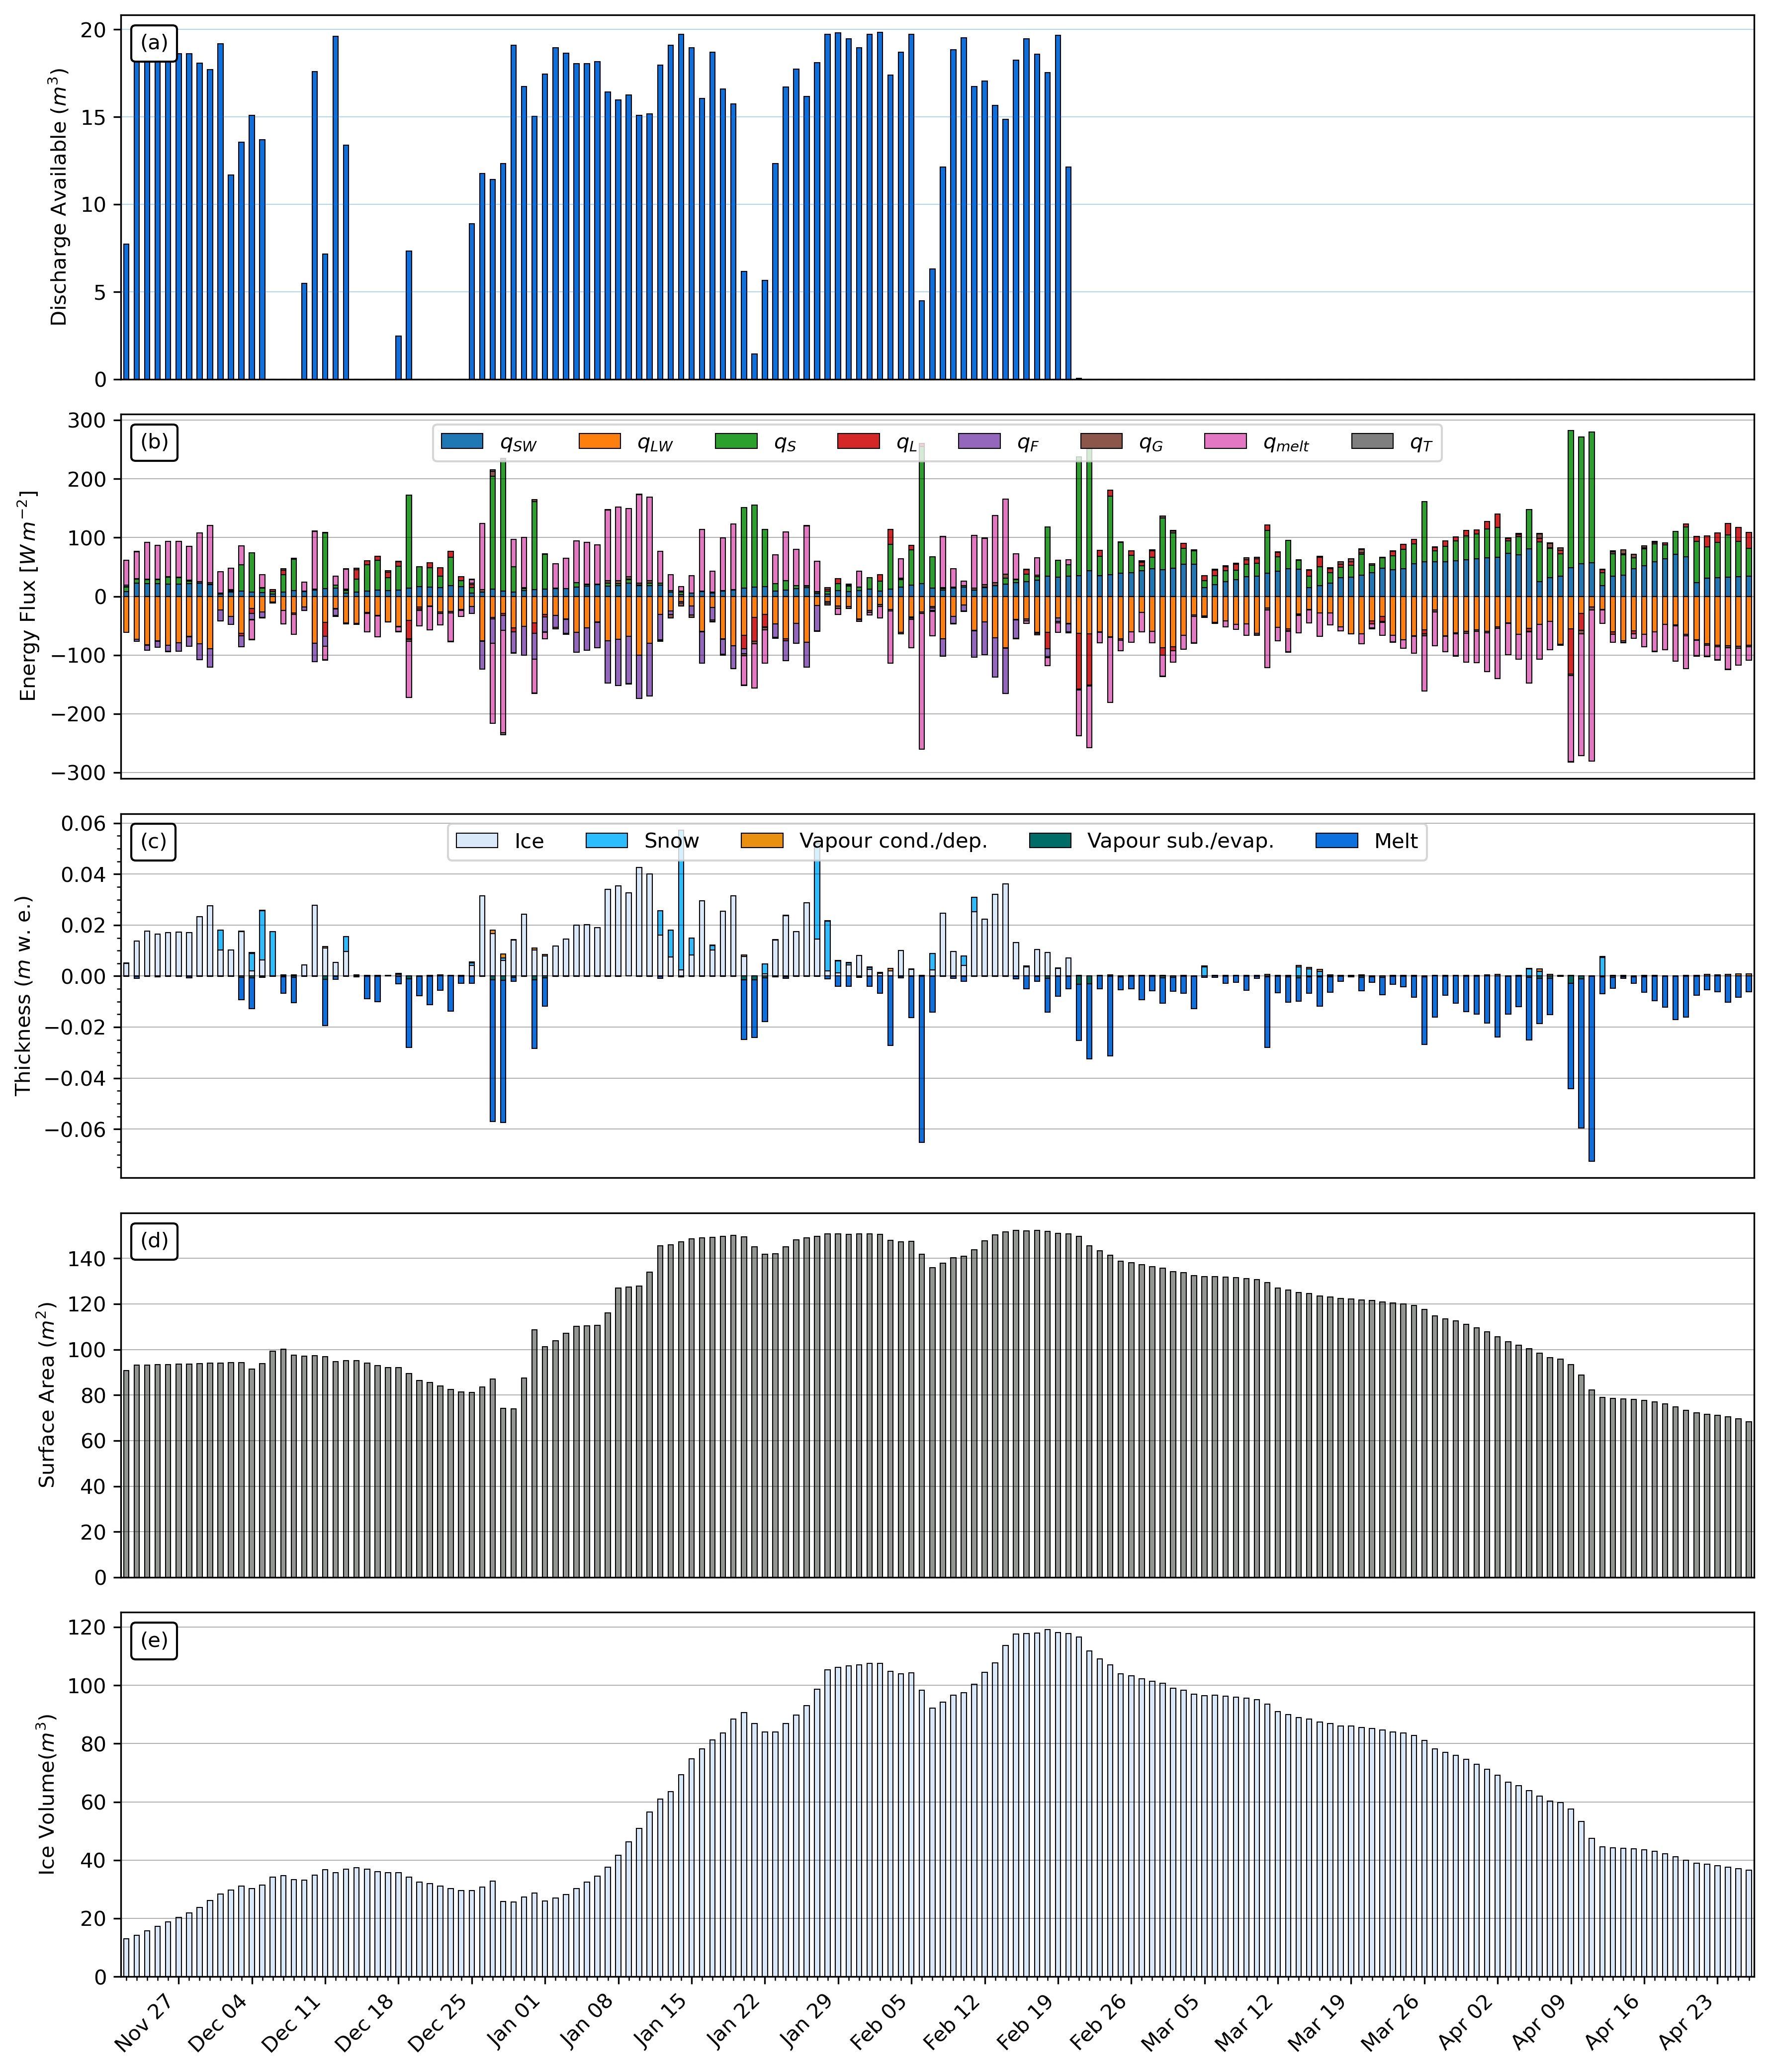 (a)
Discharge Available (m³)
20
15
10
5
0
(b)
q_SW q_LW q_S q_L q_F q_G q_melt q_T
Energy Flux [W m⁻²]
300
200
100
0
−100
−200
−300
(c)
Ice Snow Vapour cond./dep. Vapour sub./evap. Melt
Thickness (m w. e.)
0.06
0.04
0.02
0.00
−0.02
−0.04
−0.06
(d)
Surface Area (m²)
140
120
100
80
60
40
20
0
(e)
Ice Volume(m³)
120
100
80
60
40
20
0
Nov 27 Dec 04 Dec 11 Dec 18 Dec 25 Jan 01 Jan 08 Jan 15 Jan 22 Jan 29 Feb 05 Feb 12 Feb 19 Feb 26 Mar 05 Mar 12 Mar 19 Mar 26 Apr 02 Apr 09 Apr 16 Apr 23